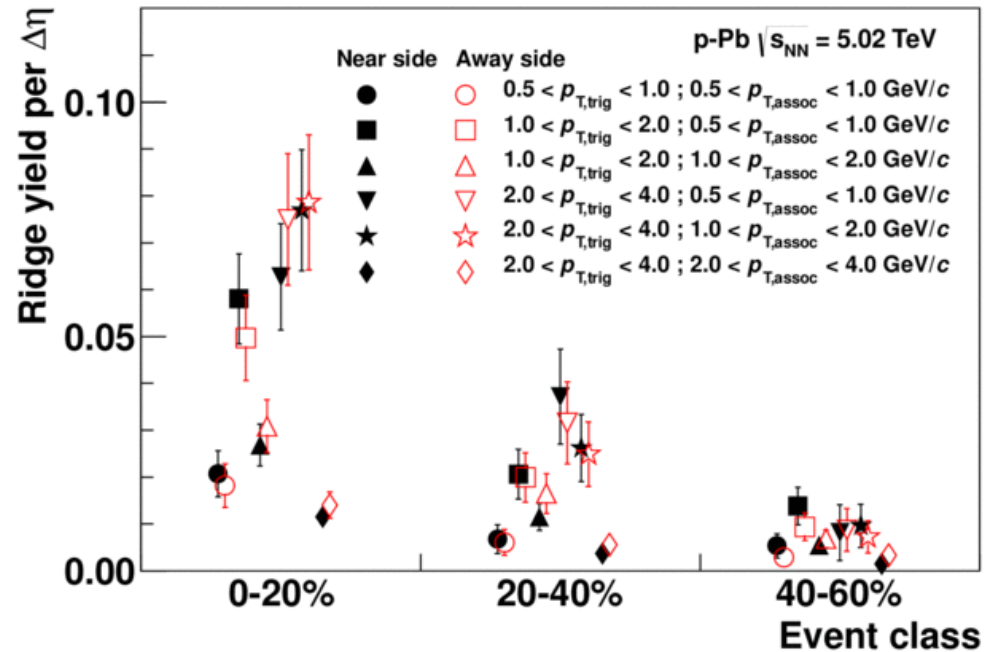 Ridge yield per Δη
0.10
0.05
0.00
p-Pb √sNN = 5.02 TeV
Near side Away side
0.5 < pT,trig < 1.0 ; 0.5 < pT,assoc < 1.0 GeV/c
1.0 < pT,trig < 2.0 ; 0.5 < pT,assoc < 1.0 GeV/c
1.0 < pT,trig < 2.0 ; 1.0 < pT,assoc < 2.0 GeV/c
2.0 < pT,trig < 4.0 ; 0.5 < pT,assoc < 1.0 GeV/c
2.0 < pT,trig < 4.0 ; 1.0 < pT,assoc < 2.0 GeV/c
2.0 < pT,trig < 4.0 ; 2.0 < pT,assoc < 4.0 GeV/c
0-20% 20-40% 40-60%
Event class